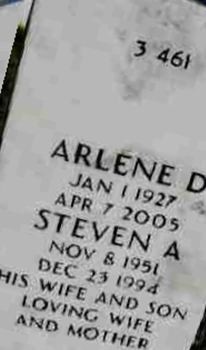 3 461
ARLENE D
JAN 1 1927
APR 7 2005
STEVEN A
NOV 8 1951
DEC 23 1994
HIS WIFE AND SON
LOVING WIFE
AND MOTHER